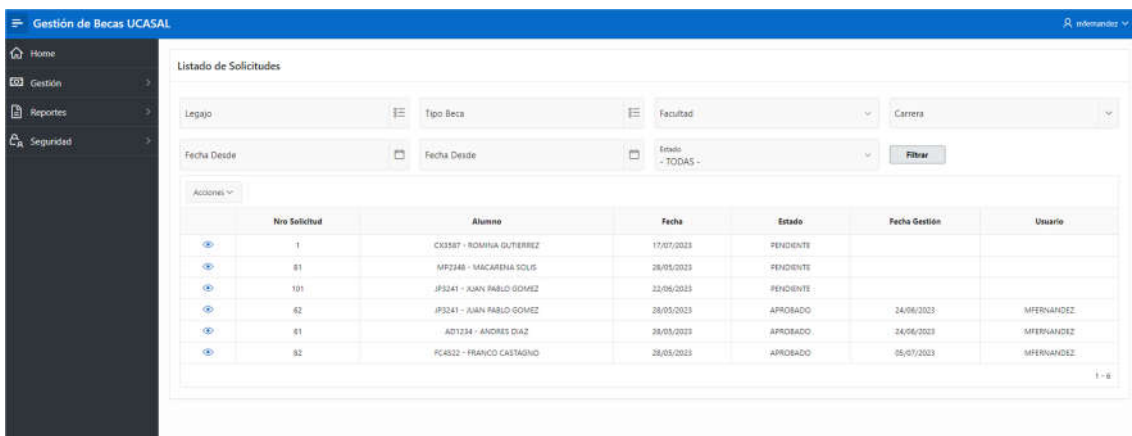 Gestión de Becas UCASAL mfernandez
Home
Gestión
Reportes
Seguridad
Listado de Solicitudes
Legajo Tipo Beca Facultad Carrera
Fecha Desde Fecha Desde Estado - TODAS - Filtrar
Acciones
Nro Solicitud Alumno Fecha Estado Fecha Gestión Usuario
1 CX3587 - ROMINA GUTIERREZ 17/07/2023 PENDIENTE
81 MP2346 - MACARENA SOLIS 28/05/2023 PENDIENTE
101 JP3241 - JUAN PABLO GOMEZ 22/06/2023 PENDIENTE
62 JP3241 - JUAN PABLO GOMEZ 28/05/2023 APROBADO 24/06/2023 MFERNANDEZ
61 AD1234 - ANDRES DIAZ 28/05/2023 APROBADO 24/06/2023 MFERNANDEZ
82 FC4522 - FRANCO CASTAGNO 28/05/2023 APROBADO 05/07/2023 MFERNANDEZ
1 - 6